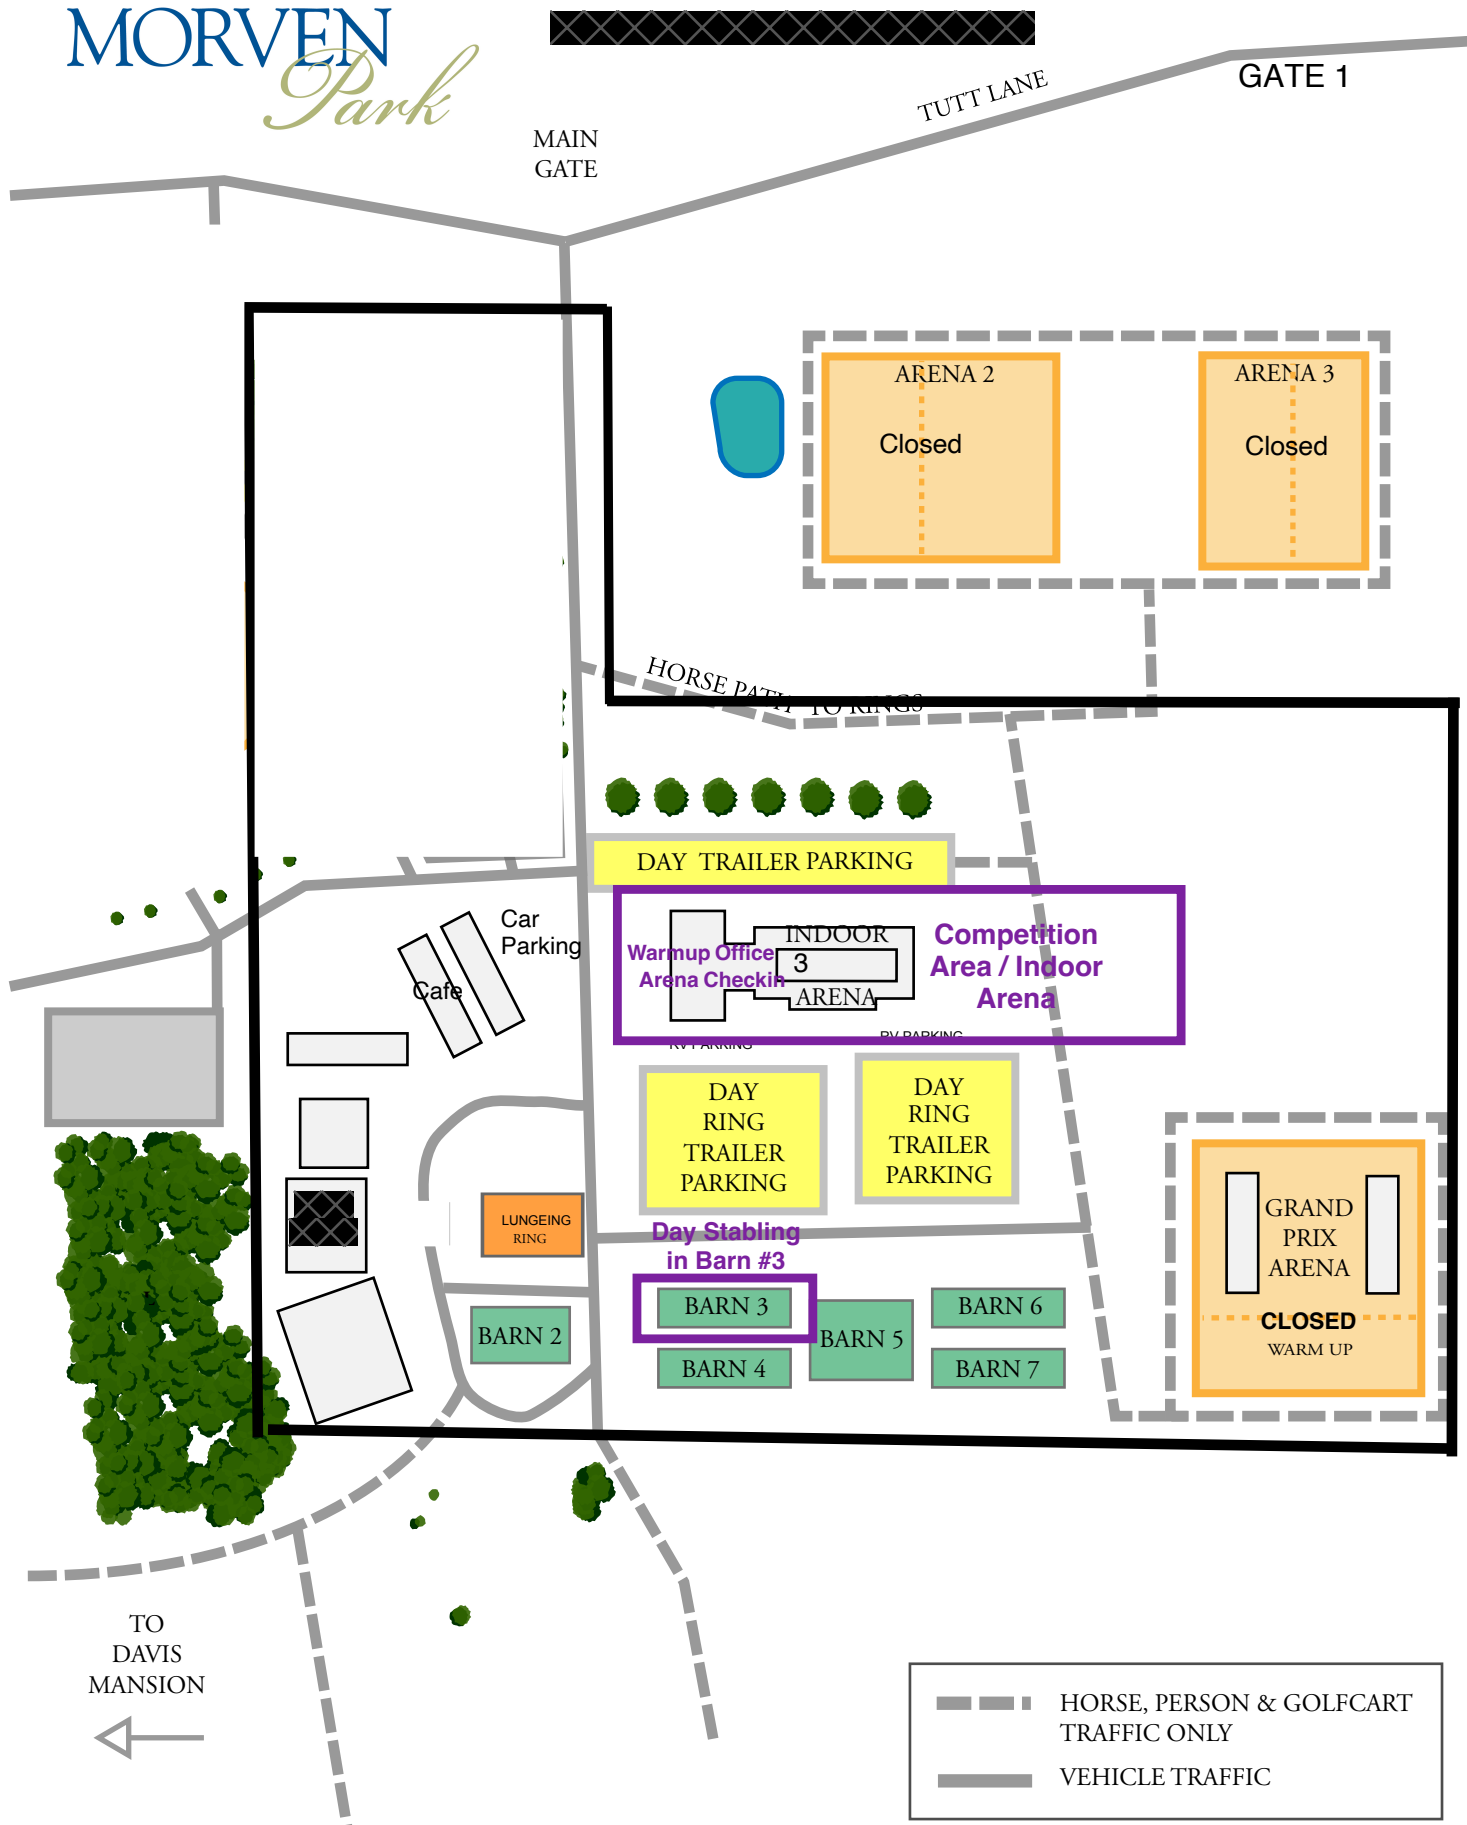 MORVEN
Park
MAIN
GATE
TUTT LANE
GATE 1
ARENA 2
Closed
ARENA 3
Closed
HORSE PATH TO RINGS
DAY TRAILER PARKING
Car
Parking
Cafe
INDOOR
3
ARENA
Warmup Office
Arena Checkin
Competition
Area / Indoor
Arena
RV PARKING
RV PARKING
DAY
RING
TRAILER
PARKING
DAY
RING
TRAILER
PARKING
LUNGEING
RING
Day Stabling
in Barn #3
BARN 2
BARN 3
BARN 4
BARN 5
BARN 6
BARN 7
GRAND
PRIX
ARENA
CLOSED
WARM UP
TO
DAVIS
MANSION
HORSE, PERSON & GOLFCART
TRAFFIC ONLY
VEHICLE TRAFFIC